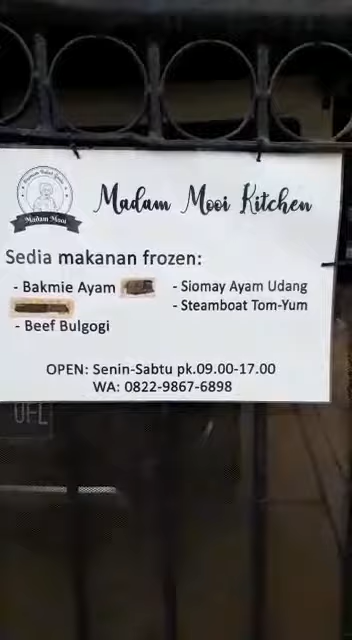 Madam Mooi
Madam Mooi Kitchen
Sedia makanan frozen:
- Bakmie Ayam
- Beef Bulgogi
- Siomay Ayam Udang
- Steamboat Tom-Yum
OPEN: Senin-Sabtu pk.09.00-17.00
WA: 0822-9867-6898